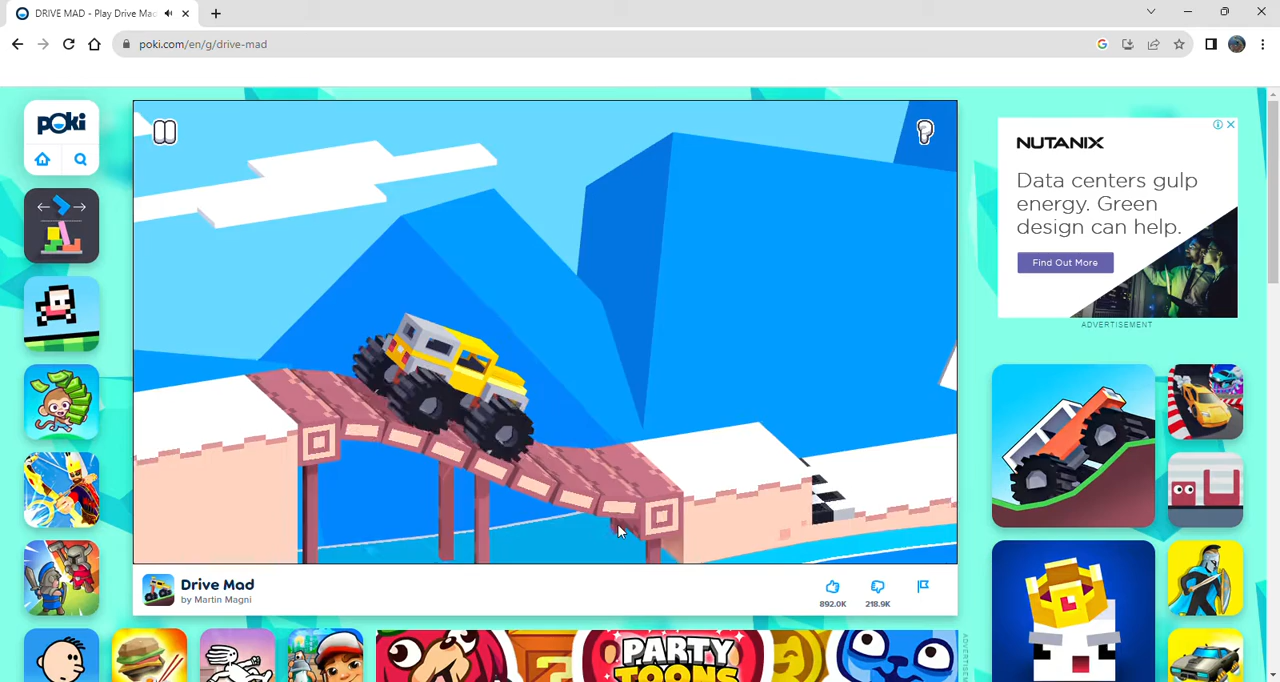 DRIVE MAD - Play Drive Mad
poki.com/en/g/drive-mad
poki
NUTANIX
Data centers gulp
energy. Green
design can help.
Find Out More
ADVERTISEMENT
Drive Mad
by Martin Magni
892.0K
218.9K
PARTY
TOONS